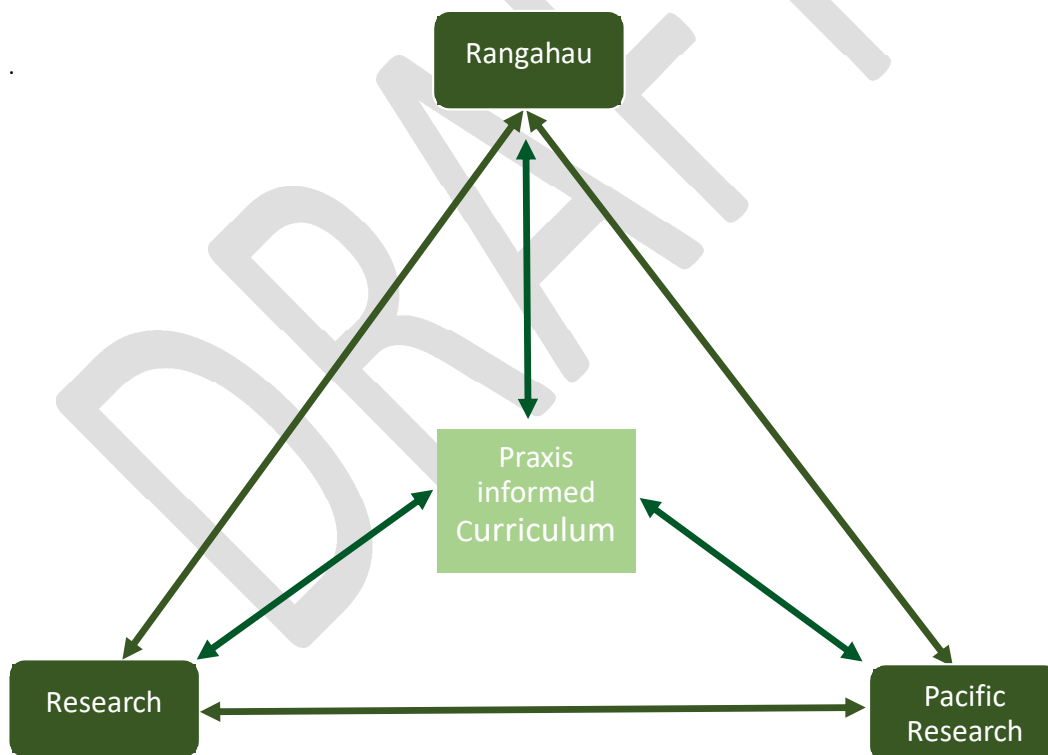 Rangahau
.
DRAFT
Praxis
informed
Curriculum
Research
Pacific
Research